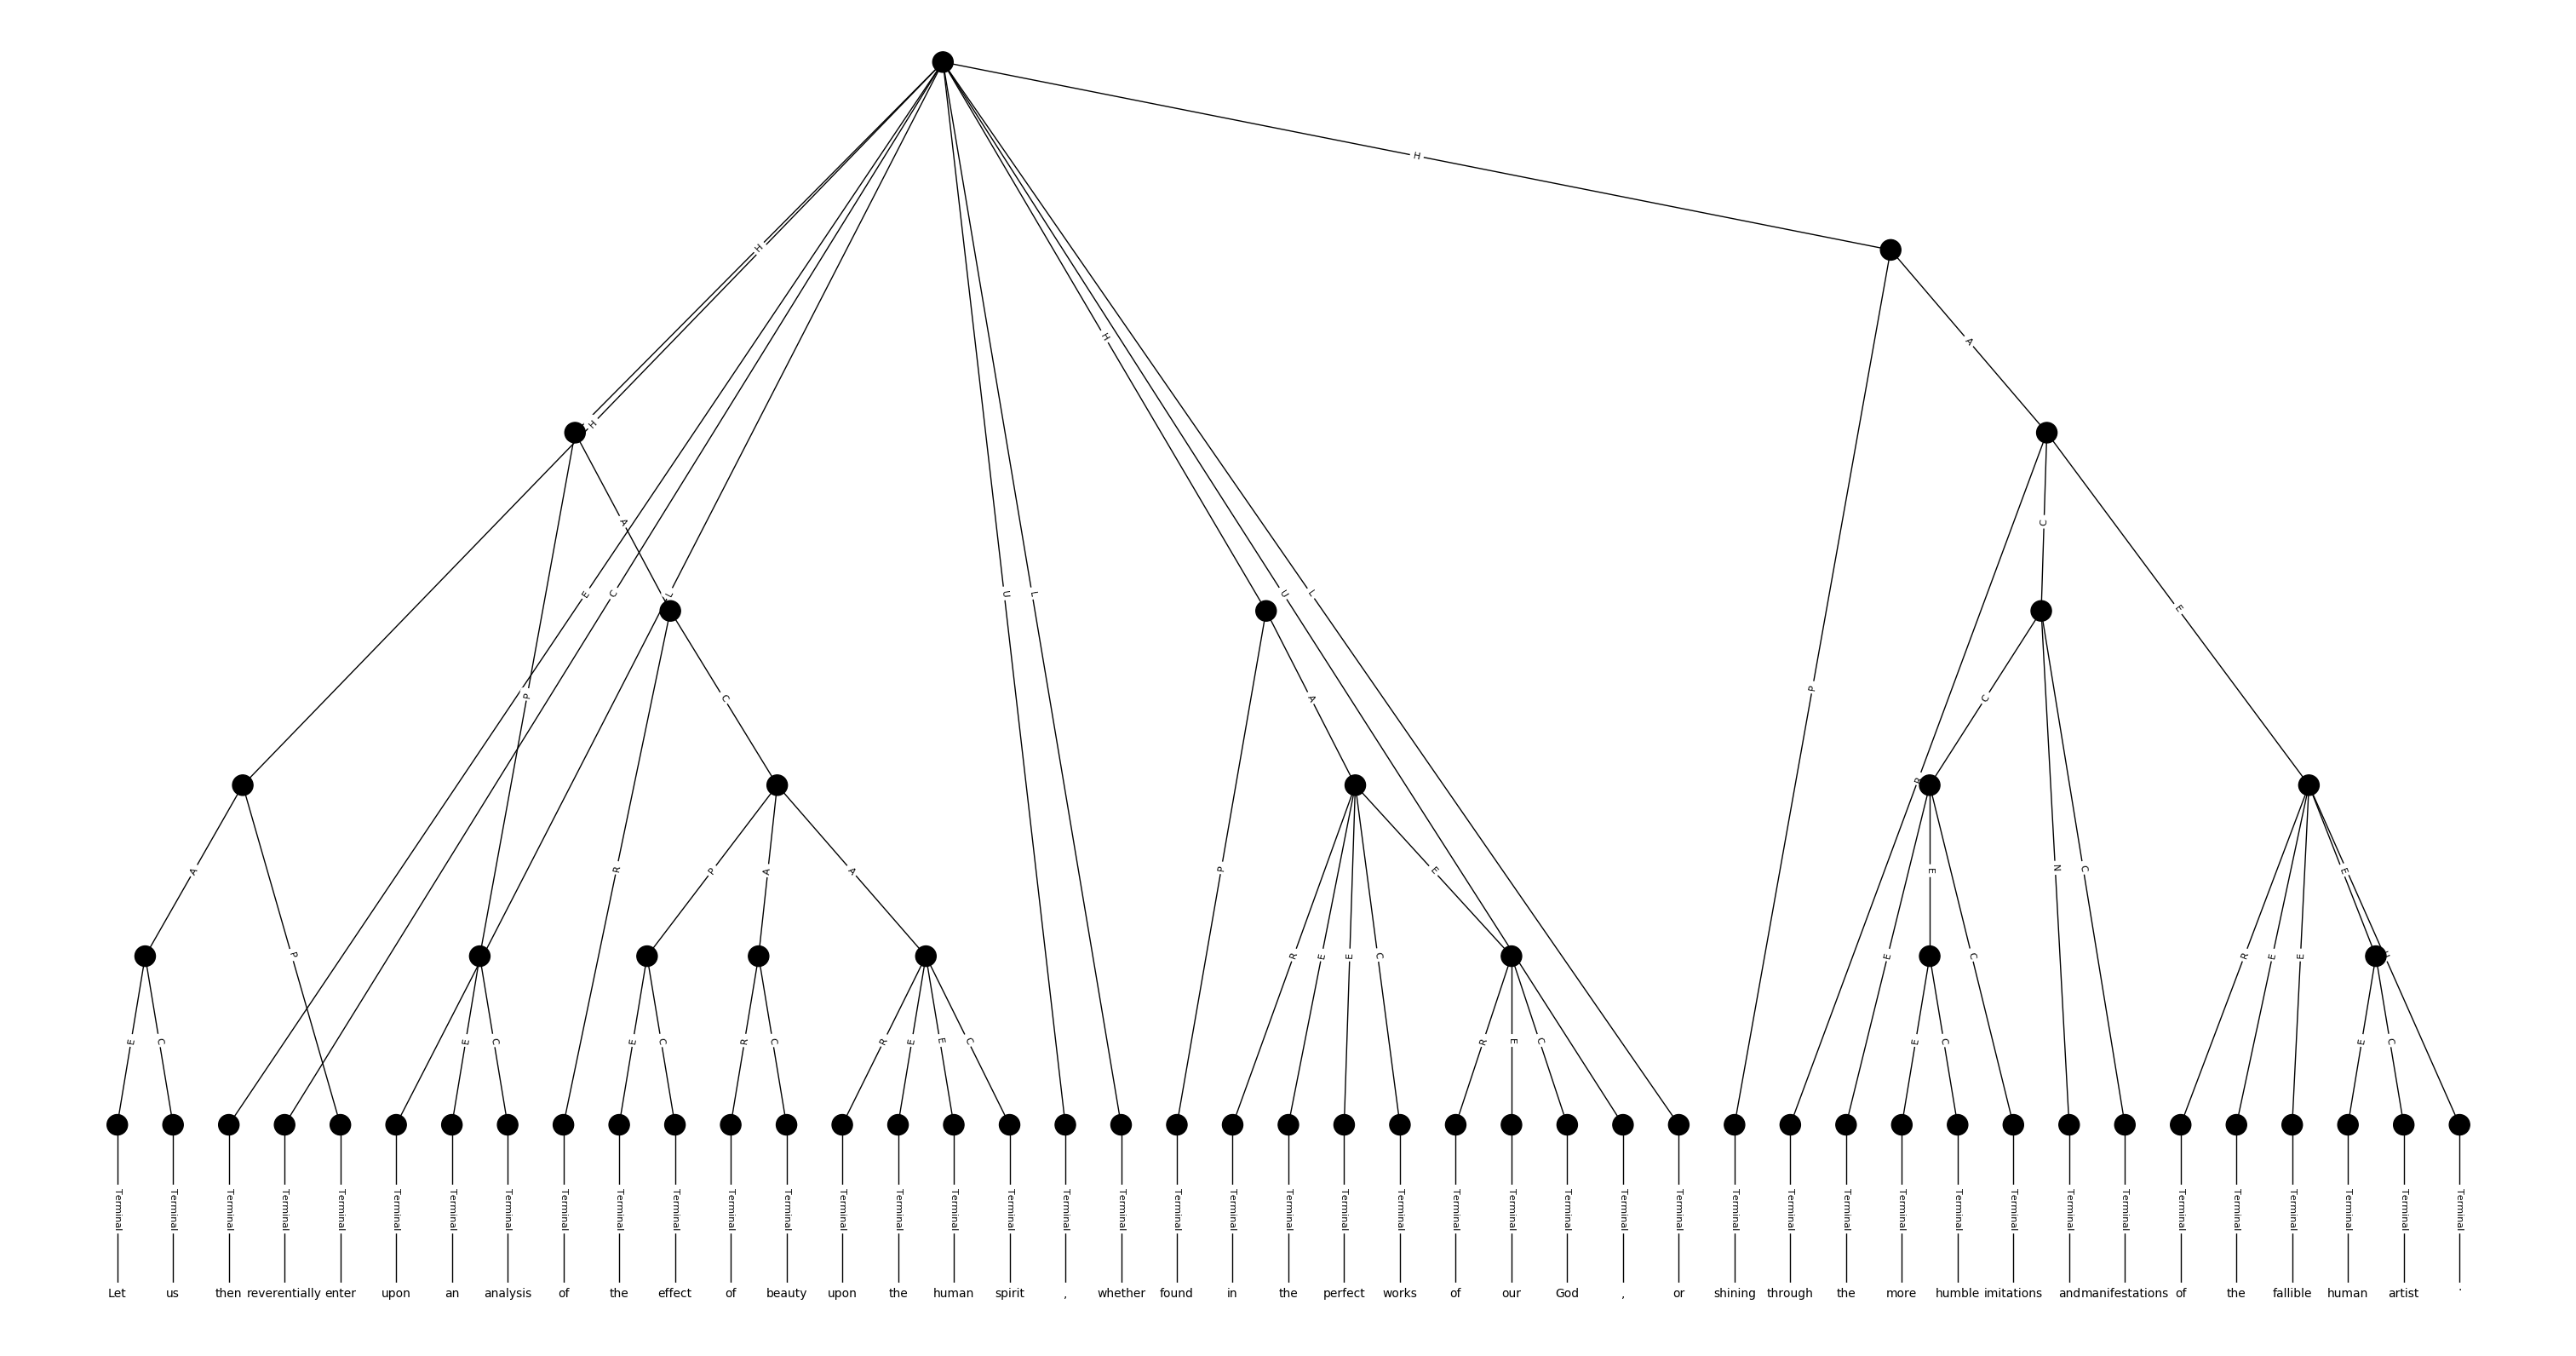 H
H
A
H
H
L
A
C
E
C
L
U
L
U
L
E
P
C
A
C
P
R
A
P
A
A
R
P
E
E
N
C
E
P
R
E
E
C
R
E
E
C
R
E
E
U
E
C
E
C
E
C
R
C
R
E
E
C
R
E
C
E
C
E
C
Terminal Terminal Terminal Terminal Terminal Terminal Terminal Terminal Terminal Terminal Terminal Terminal Terminal Terminal Terminal Terminal Terminal Terminal Terminal Terminal Terminal Terminal Terminal Terminal Terminal Terminal Terminal Terminal Terminal Terminal Terminal Terminal Terminal Terminal Terminal Terminal Terminal Terminal Terminal Terminal Terminal Terminal Terminal
Let us then reverentially enter upon an analysis of the effect of beauty upon the human spirit , whether found in the perfect works of our God , or shining through the more humble imitations and manifestations of the fallible human artist .